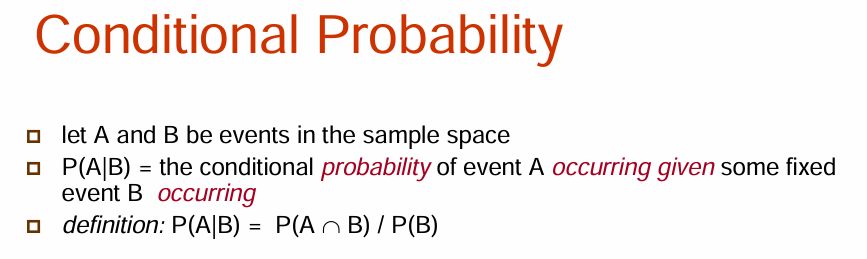 Conditional Probability
let A and B be events in the sample space
P(A|B) = the conditional probability of event A occurring given some fixed
event B occurring
definition: P(A|B) = P(A ∩ B) / P(B)